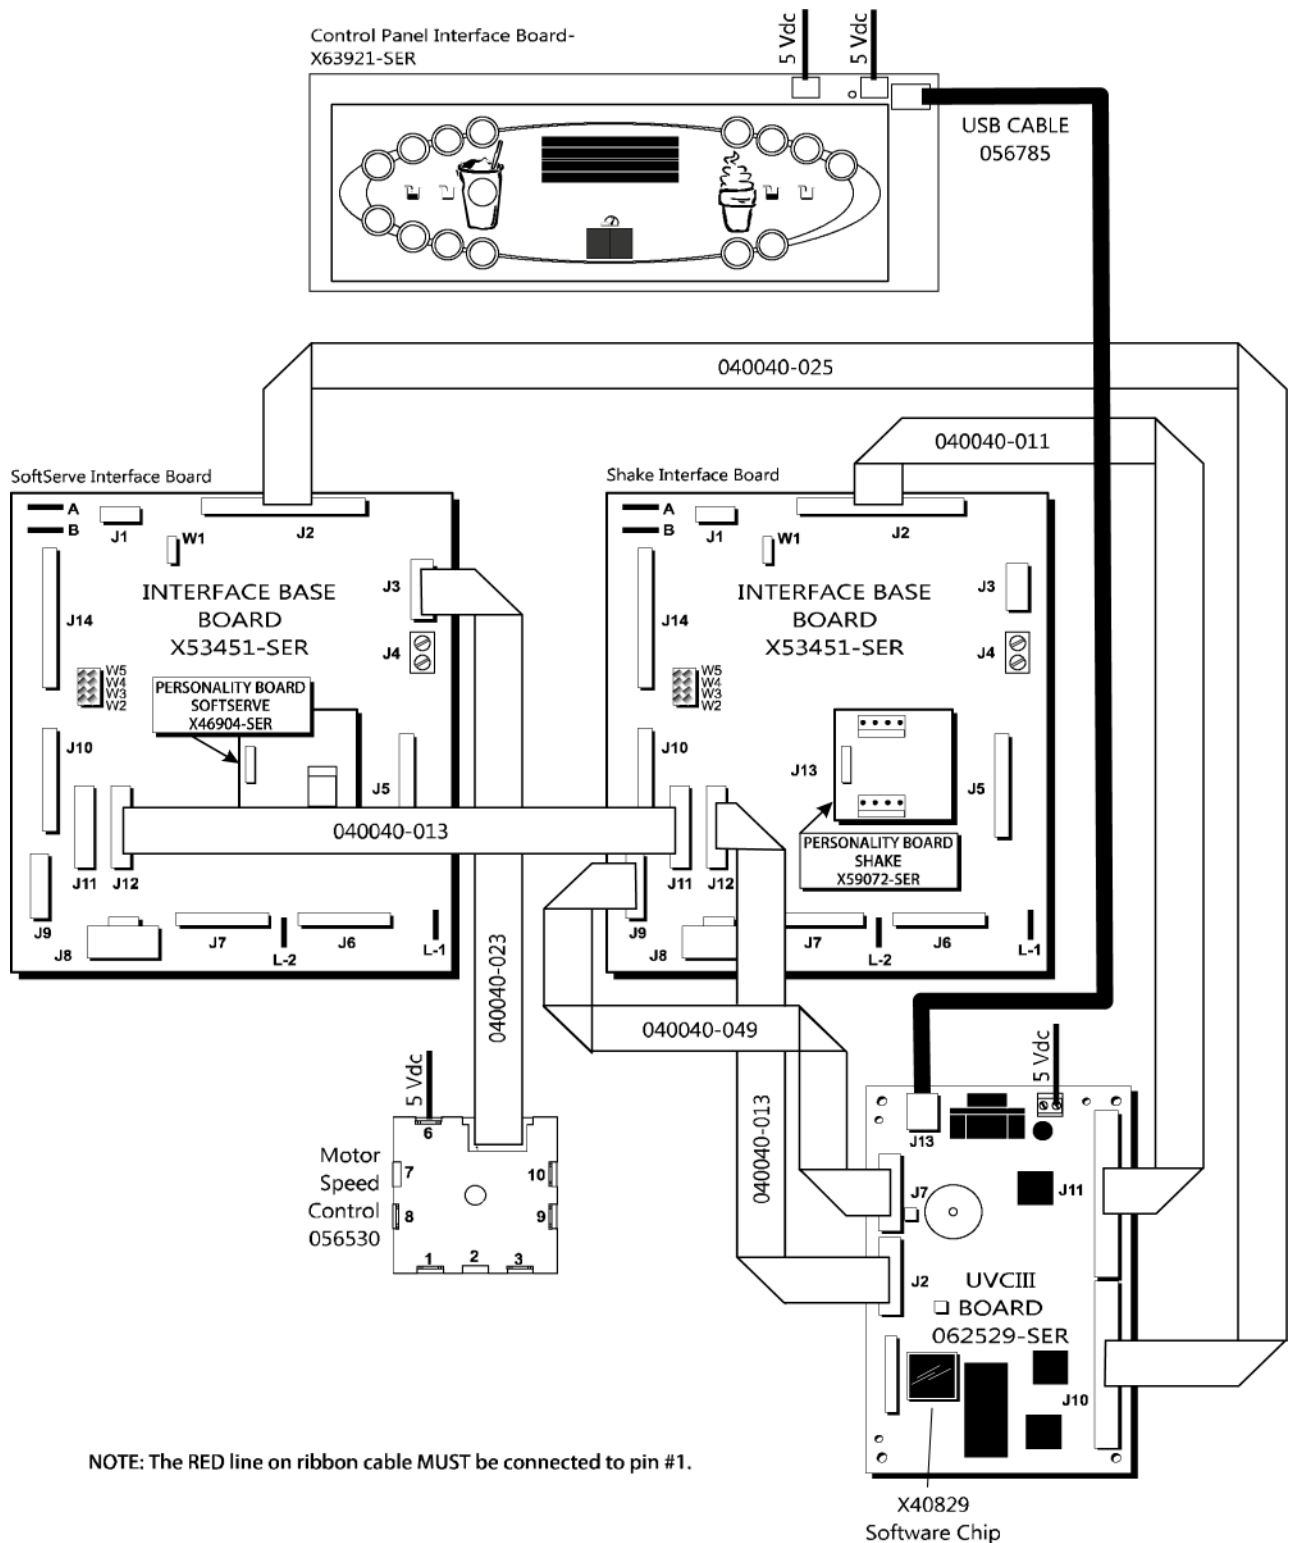 Control Panel Interface Board-
X63921-SER
5 Vdc
5 Vdc
USB CABLE
056785
040040-025
040040-011
SoftServe Interface Board
A
B
J1
W1
J2
J3
INTERFACE BASE
BOARD
X53451-SER
J14
J4
W5
W4
W3
W2
PERSONALITY BOARD
SOFTSERVE
X46904-SER
J10
J5
040040-013
J11
J12
J9
J8
J7
L-2
J6
L-1
Shake Interface Board
A
B
J1
W1
J2
J3
INTERFACE BASE
BOARD
X53451-SER
J14
J4
W5
W4
W3
W2
J10
J13
J5
PERSONALITY BOARD
SHAKE
X59072-SER
J11
J12
J9
J8
J7
L-2
J6
L-1
040040-023
040040-049
040040-013
5 Vdc
6
Motor
Speed
Control
056530
7
10
8
9
1
2
3
5 Vdc
J13
J7
J11
J2
UVCIII
BOARD
062529-SER
J10
NOTE: The RED line on ribbon cable MUST be connected to pin #1.
X40829
Software Chip